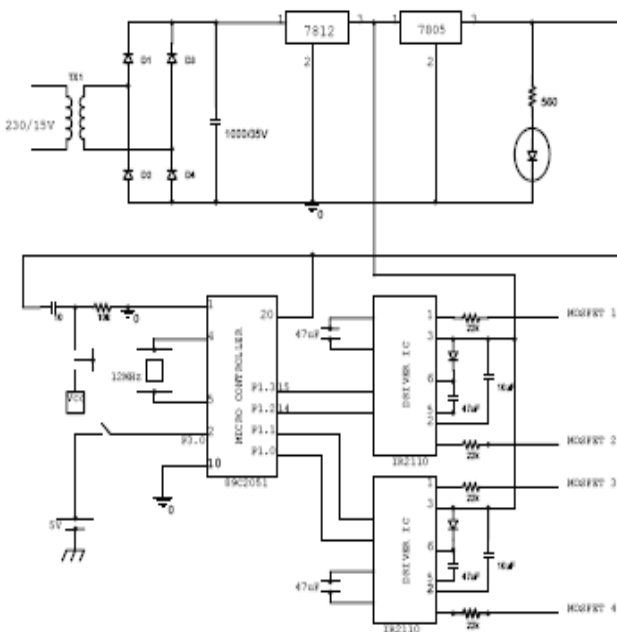 1
7812
3
1
7805
3
2
2
D1
D3
TX1
230/15V
1000/35V
560
D2
D4
0
1
20
0
4
12MHz
5
VCC
2
P3.0
10
0
5V
MICRO CONTROLLER
89C2051
P1.3
15
P1.2
14
P1.1
P1.0
47uF
DRIVER IC
IR2110
1
3
6
5
2
22k
MOSFET 1
10uF
47uF
22k
MOSFET 2
47uF
DRIVER IC
IR2110
1
3
6
5
2
22k
MOSFET 3
10uF
47uF
22k
MOSFET 4